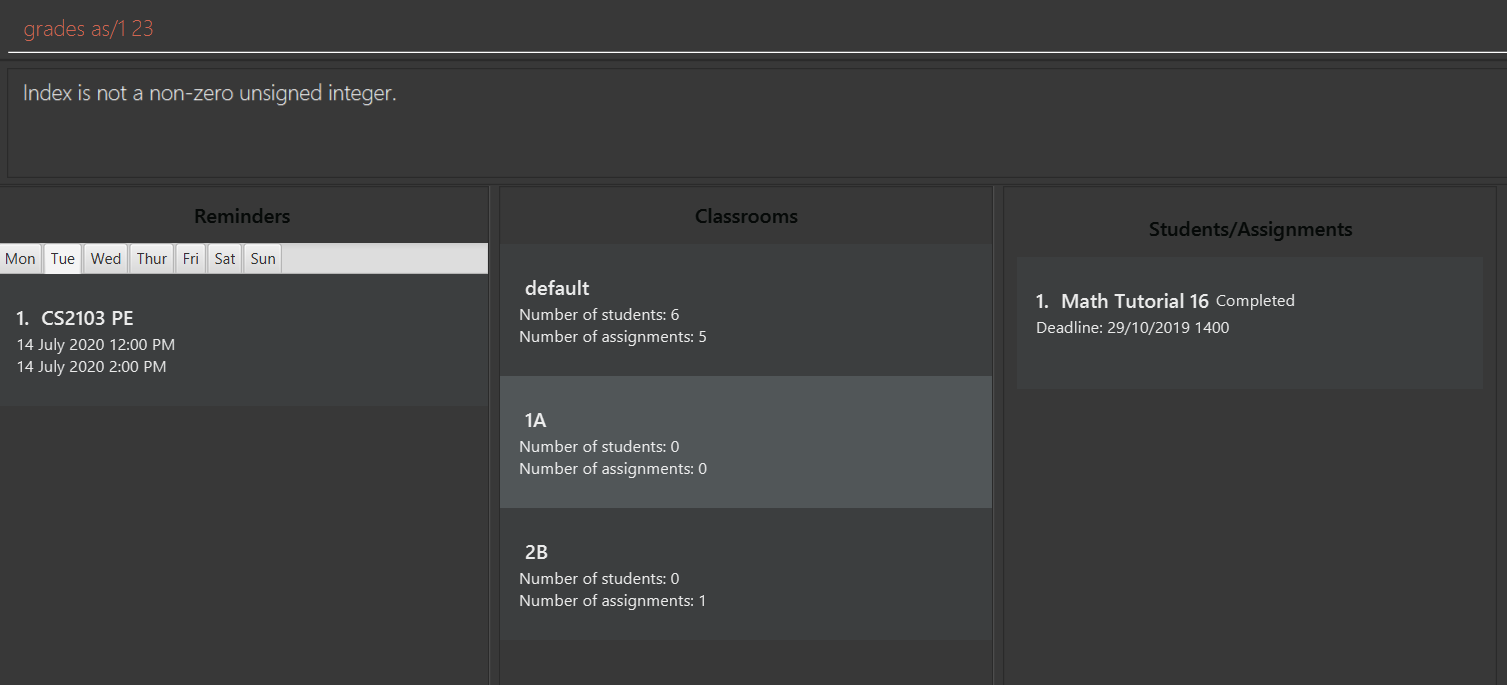 grades as/1 23
Index is not a non-zero unsigned integer.
Reminders
Mon Tue Wed Thur Fri Sat Sun
1. CS2103 PE
14 July 2020 12:00 PM
14 July 2020 2:00 PM
Classrooms
default
Number of students: 6
Number of assignments: 5
1A
Number of students: 0
Number of assignments: 0
2B
Number of students: 0
Number of assignments: 1
Students/Assignments
1. Math Tutorial 16 Completed
Deadline: 29/10/2019 1400